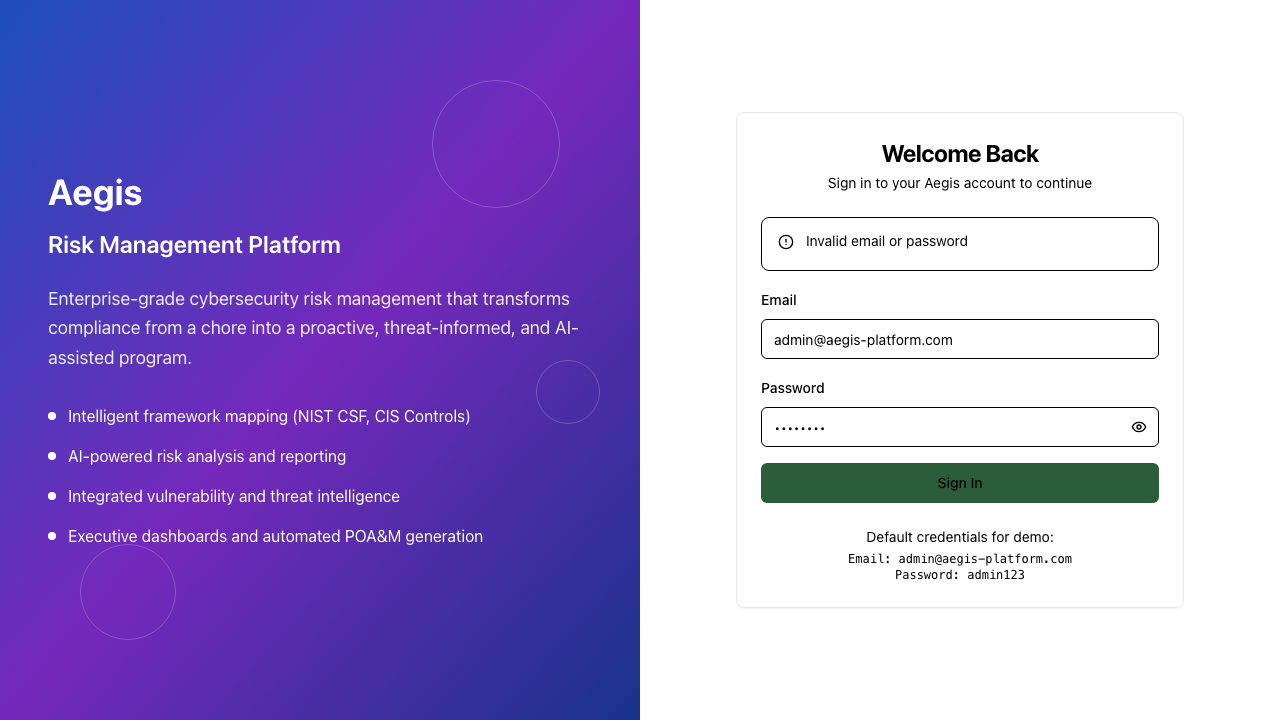 Aegis
Risk Management Platform
Enterprise-grade cybersecurity risk management that transforms
compliance from a chore into a proactive, threat-informed, and AI-
assisted program.
Intelligent framework mapping (NIST CSF, CIS Controls)
AI-powered risk analysis and reporting
Integrated vulnerability and threat intelligence
Executive dashboards and automated POA&M generation
Welcome Back
Sign in to your Aegis account to continue
Invalid email or password
Email
admin@aegis-platform.com
Password
••••••••
Sign In
Default credentials for demo:
Email: admin@aegis-platform.com
Password: admin123